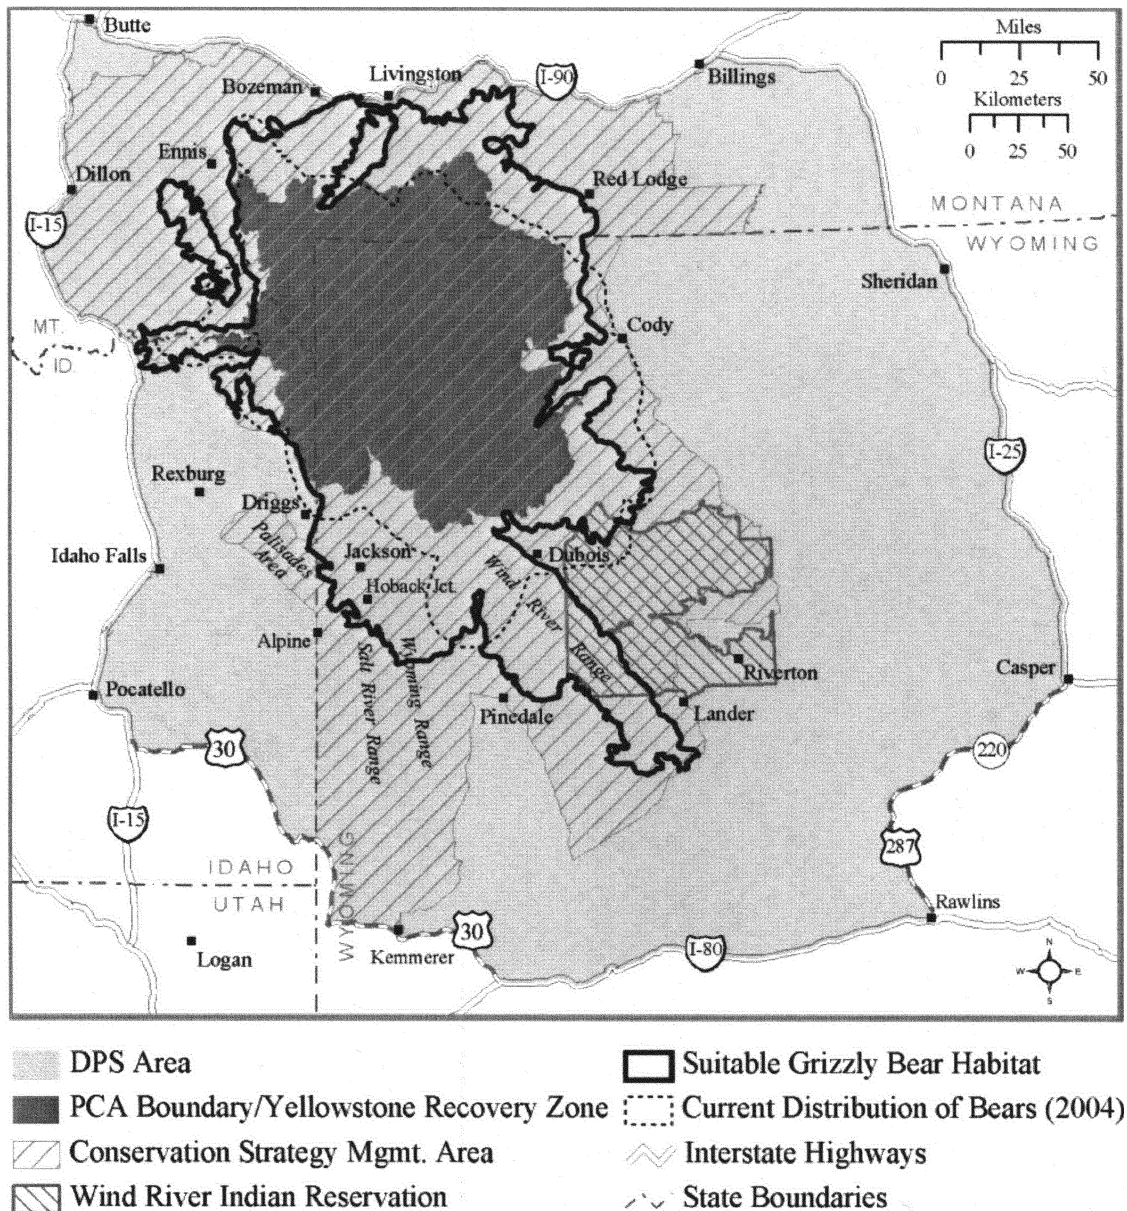 Butte
Miles
0 25 50
Kilometers
0 25 50
Livingston
Bozeman
I-90
Billings
Ennis
Dillon
Red Lodge
I-15
MONTANA
WYOMING
Sheridan
MT.
ID.
Cody
I-25
Rexburg
Driggs
Palisades
Area
Idaho Falls
Jackson
Hoback Jct.
Dubois
Wind
River
Range
Alpine
Salt River Range
Wyoming Range
Riverton
Casper
Pocatello
Pinedale
Lander
30
220
I-15
287
IDAHO
UTAH
WYOMING
Rawlins
30
I-80
Logan
Kemmerer
N
W E
S
DPS Area
PCA Boundary/Yellowstone Recovery Zone
Conservation Strategy Mgmt. Area
Wind River Indian Reservation
Suitable Grizzly Bear Habitat
Current Distribution of Bears (2004)
Interstate Highways
State Boundaries